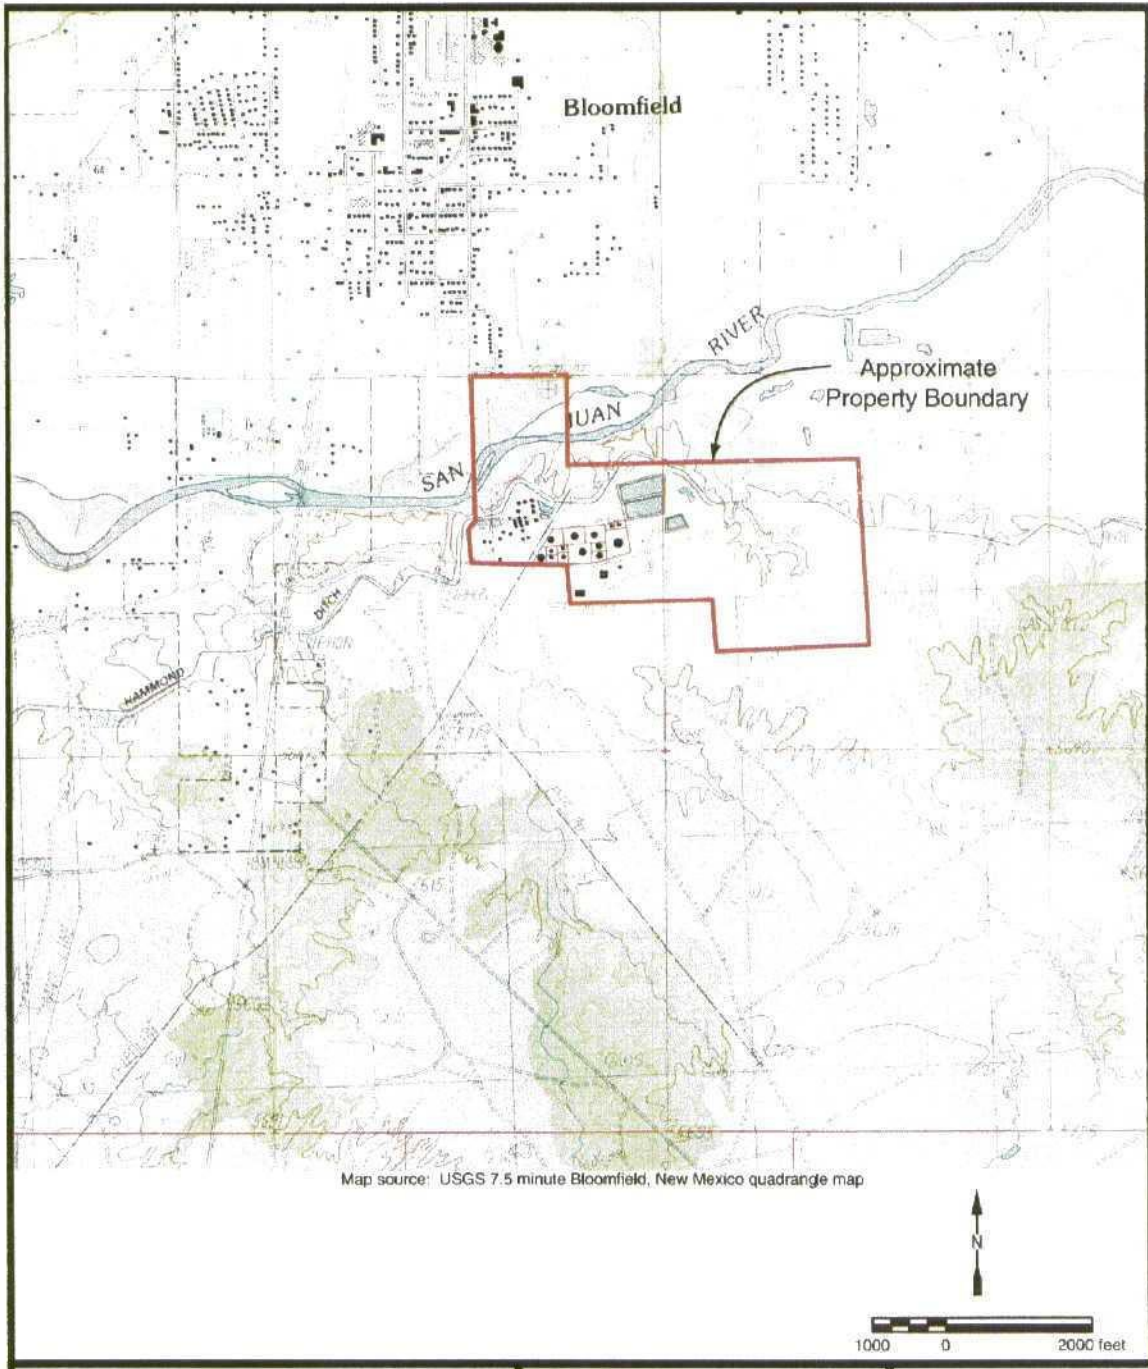 Bloomfield
64
SAN JUAN RIVER
Approximate
Property Boundary
HAMMOND
DITCH
Map source: USGS 7.5 minute Bloomfield, New Mexico quadrangle map
N
1000 0 2000 feet